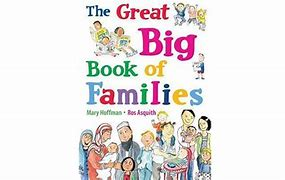 The Great
Big
Book of
Families
Mary Hoffman • Ros Asquith